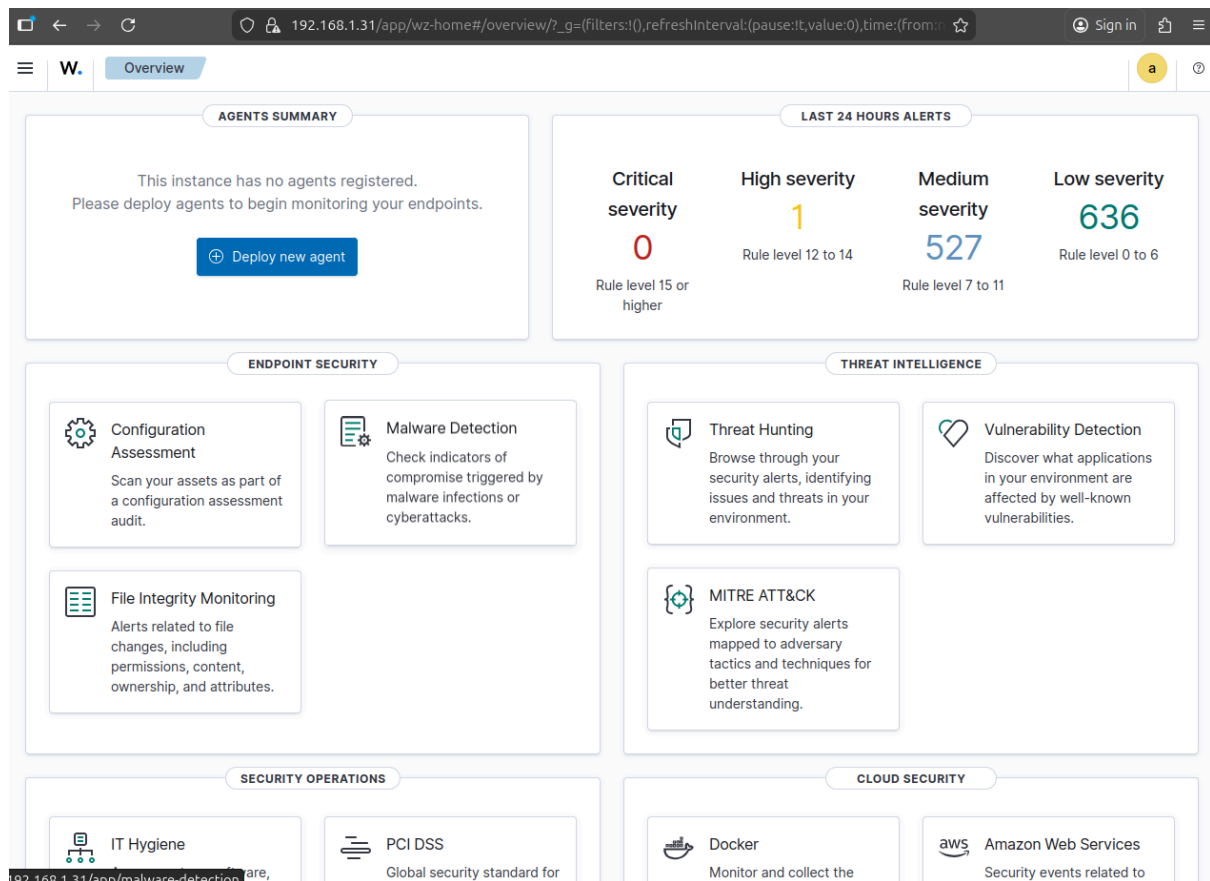 192.168.1.31/app/wz-home#/overview/?_g=(filters:!(),refreshInterval:(pause:!t,value:0),time:(from:
Sign in
W.
Overview
a
AGENTS SUMMARY
This instance has no agents registered.
Please deploy agents to begin monitoring your endpoints.
Deploy new agent
LAST 24 HOURS ALERTS
Critical
severity
0
Rule level 15 or
higher
High severity
1
Rule level 12 to 14
Medium
severity
527
Rule level 7 to 11
Low severity
636
Rule level 0 to 6
ENDPOINT SECURITY
Configuration
Assessment
Scan your assets as part of
a configuration assessment
audit.
Malware Detection
Check indicators of
compromise triggered by
malware infections or
cyberattacks.
File Integrity Monitoring
Alerts related to file
changes, including
permissions, content,
ownership, and attributes.
THREAT INTELLIGENCE
Threat Hunting
Browse through your
security alerts, identifying
issues and threats in your
environment.
Vulnerability Detection
Discover what applications
in your environment are
affected by well-known
vulnerabilities.
MITRE ATT&CK
Explore security alerts
mapped to adversary
tactics and techniques for
better threat
understanding.
SECURITY OPERATIONS
IT Hygiene
PCI DSS
Global security standard for
CLOUD SECURITY
Docker
Monitor and collect the
aws
Amazon Web Services
Security events related to
192.168.1.31/app/malware-detection